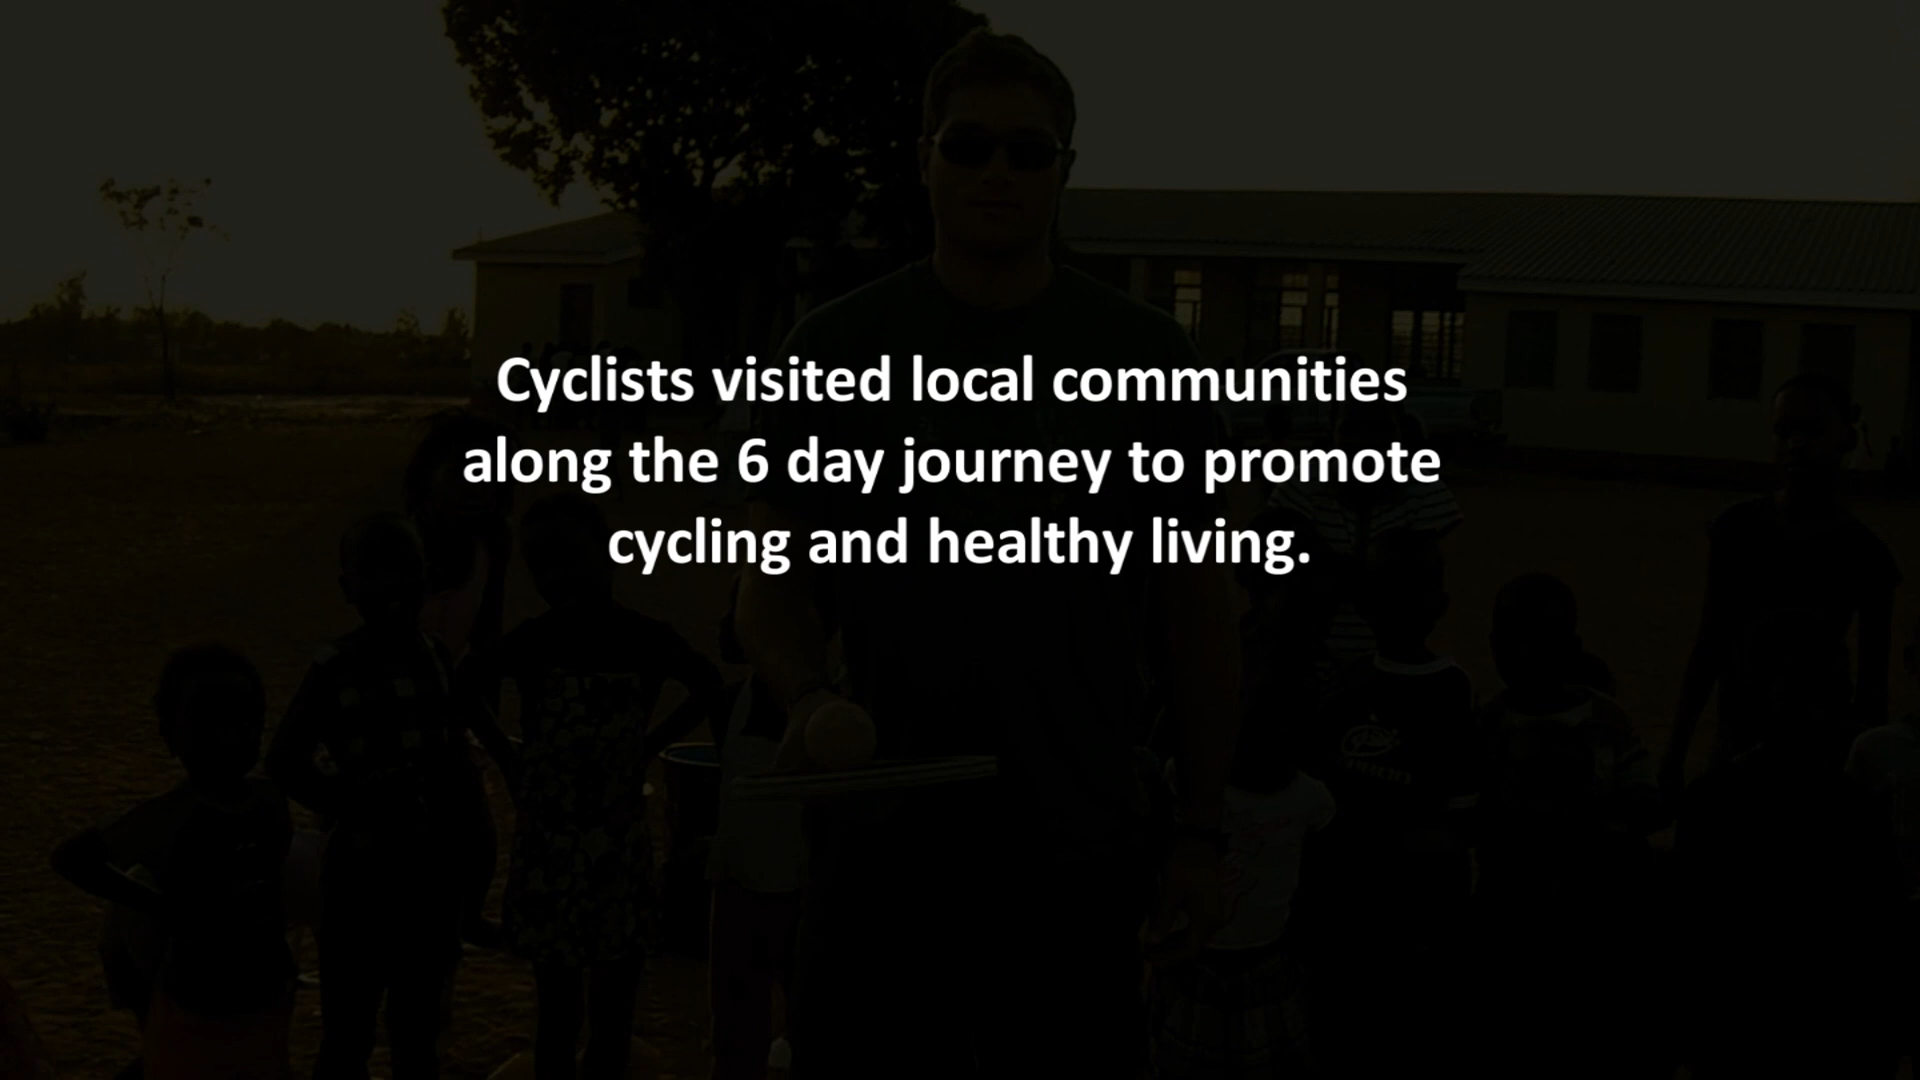 Cyclists visited local communities
along the 6 day journey to promote
cycling and healthy living.